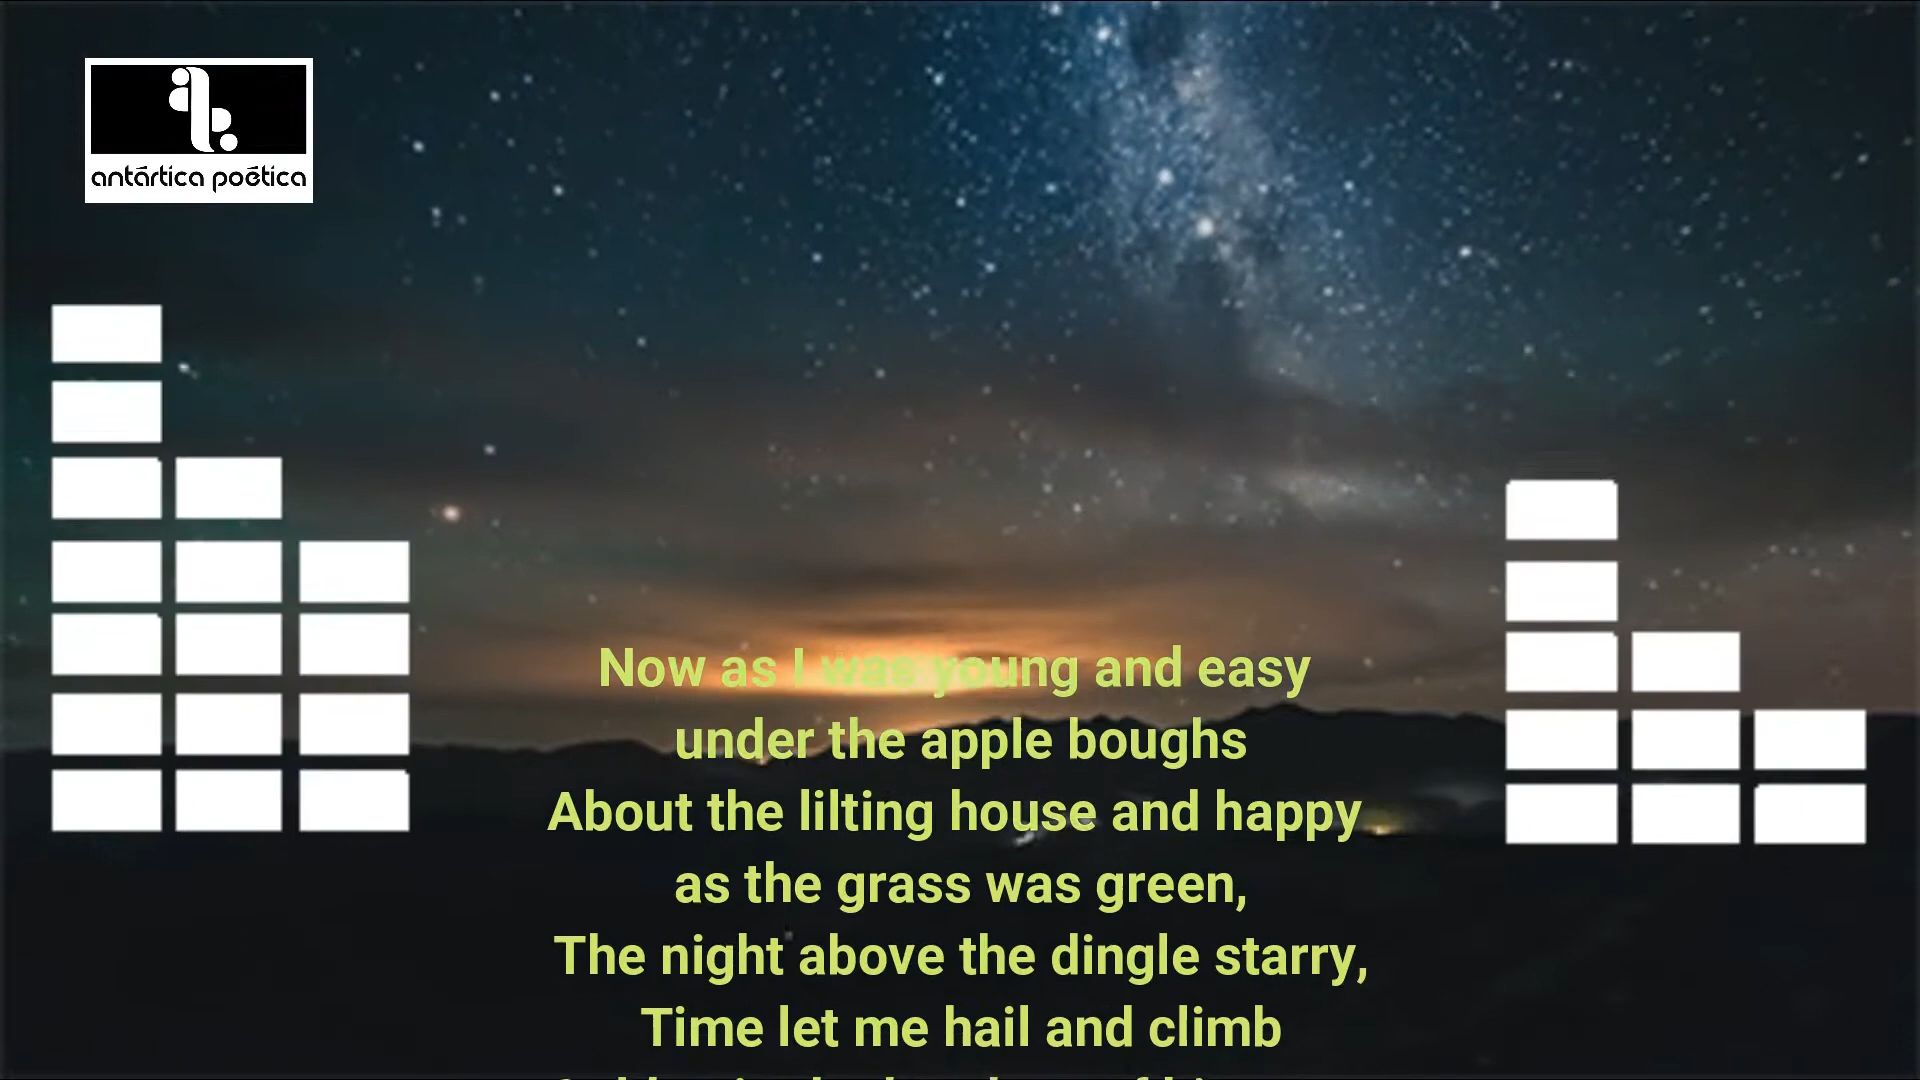 antártica poética
Now as I was young and easy
under the apple boughs
About the lilting house and happy
as the grass was green,
The night above the dingle starry,
Time let me hail and climb